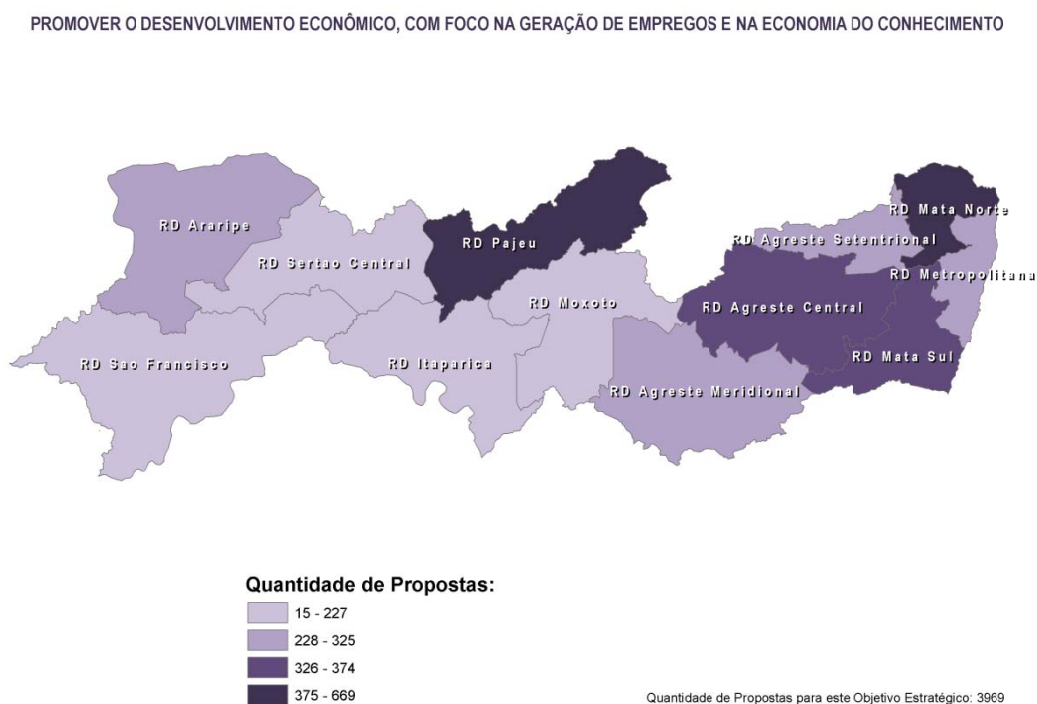 PROMOVER O DESENVOLVIMENTO ECONÔMICO, COM FOCO NA GERAÇÃO DE EMPREGOS E NA ECONOMIA DO CONHECIMENTO
RD Mata Norte
RD Araripe
RD Pajeu
RD Agreste Setentrional
RD Sertao Central
RD Metropolitana
RD Moxoto
RD Agreste Central
RD Sao Francisco
RD Itaparica
RD Mata Sul
RD Agreste Meridional
Quantidade de Propostas:
15 - 227
228 - 325
326 - 374
375 - 669
Quantidade de Propostas para este Objetivo Estratégico: 3969